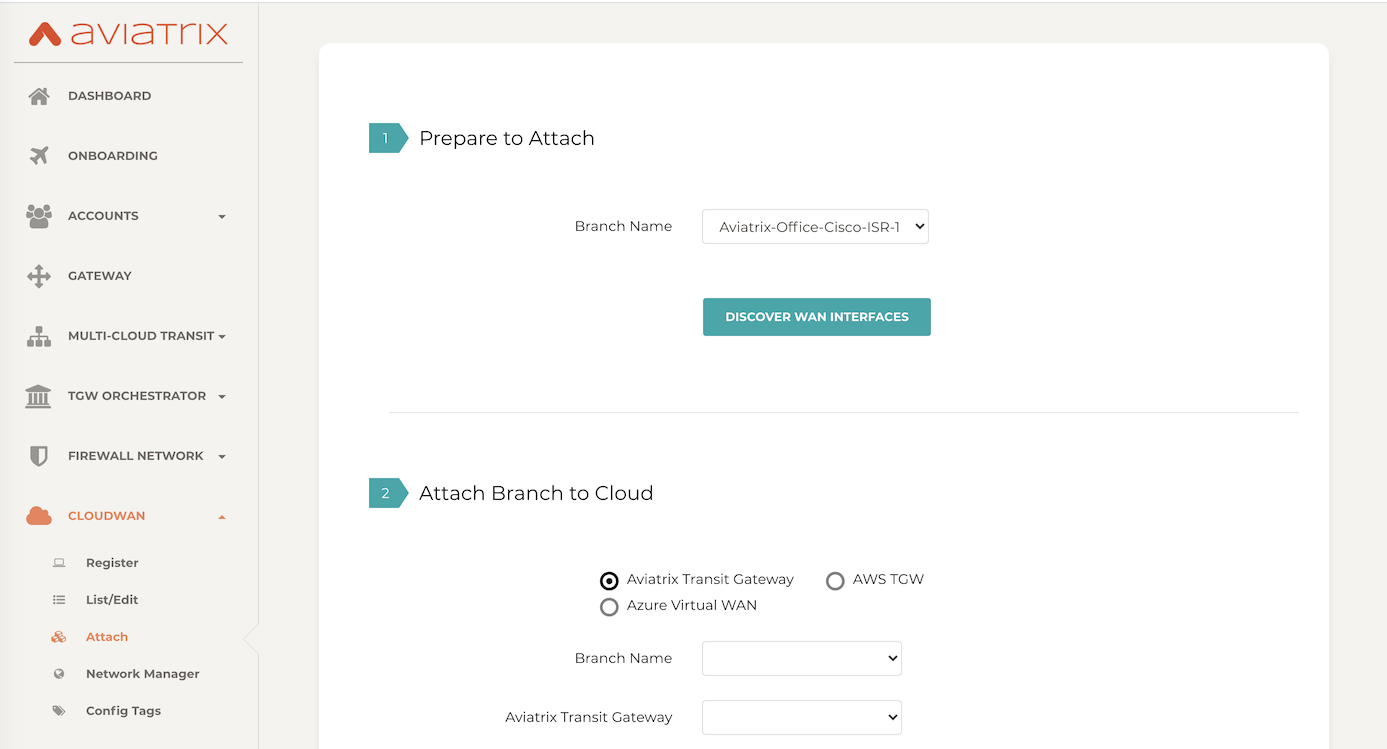 aviatrix
DASHBOARD
ONBOARDING
ACCOUNTS
GATEWAY
MULTI-CLOUD TRANSIT
TGW ORCHESTRATOR
FIREWALL NETWORK
CLOUDWAN
Register
List/Edit
Attach
Network Manager
Config Tags
1 Prepare to Attach
Branch Name Aviatrix-Office-Cisco-ISR-1
DISCOVER WAN INTERFACES
2 Attach Branch to Cloud
Aviatrix Transit Gateway AWS TGW
Azure Virtual WAN
Branch Name
Aviatrix Transit Gateway